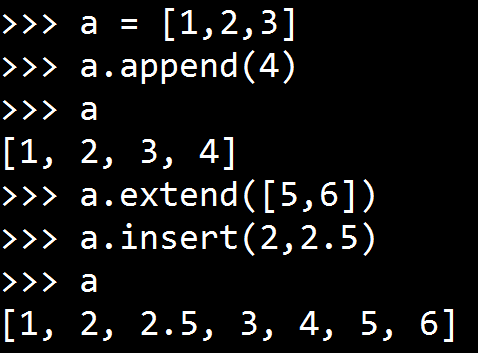 >>> a = [1,2,3]
>>> a.append(4)
>>> a
[1, 2, 3, 4]
>>> a.extend([5,6])
>>> a.insert(2,2.5)
>>> a
[1, 2, 2.5, 3, 4, 5, 6]